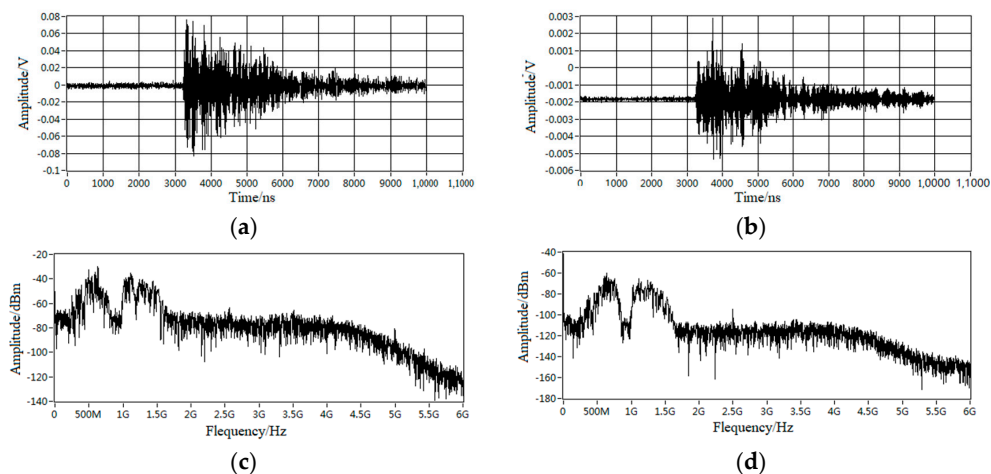 0.08
0.06
0.04
0.02
0
-0.02
-0.04
-0.06
-0.08
-0.1
Amplitude/V
0 1000 2000 3000 4000 5000 6000 7000 8000 9000 1,0000 1,1000
Time/ns
(a)
0.003
0.002
0.001
0
-0.001
-0.002
-0.003
-0.004
-0.005
-0.006
Amplitude/V
0 1000 2000 3000 4000 5000 6000 7000 8000 9000 1,0000 1,1000
Time/ns
(b)
-20
-40
-60
-80
-100
-120
-140
Amplitude/dBm
0 500M 1G 1.5G 2.5G 3G 3.5G 4G 4.5G 5G 5.5G 6G
Flequency/Hz
(c)
-40
-60
-80
-100
-120
-140
-160
-180
Amplitude/dBm
0 500M 1G 1.5G 2.5G 3G 3.5G 4G 4.5G 5G 5.5G 6G
Flequency/Hz
(d)